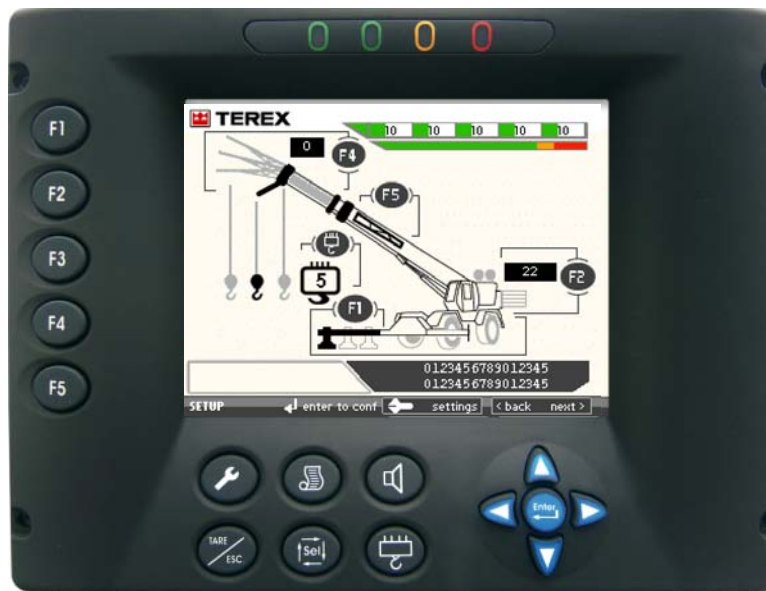 F1
F2
F3
F4
F5
TEREX
10 10 10 10 10
0
F4
F5
5
22
F2
F1
0123456789012345
0123456789012345
SETUP
enter to conf
settings
< back next >
Enter
TARE/ESC
Sel